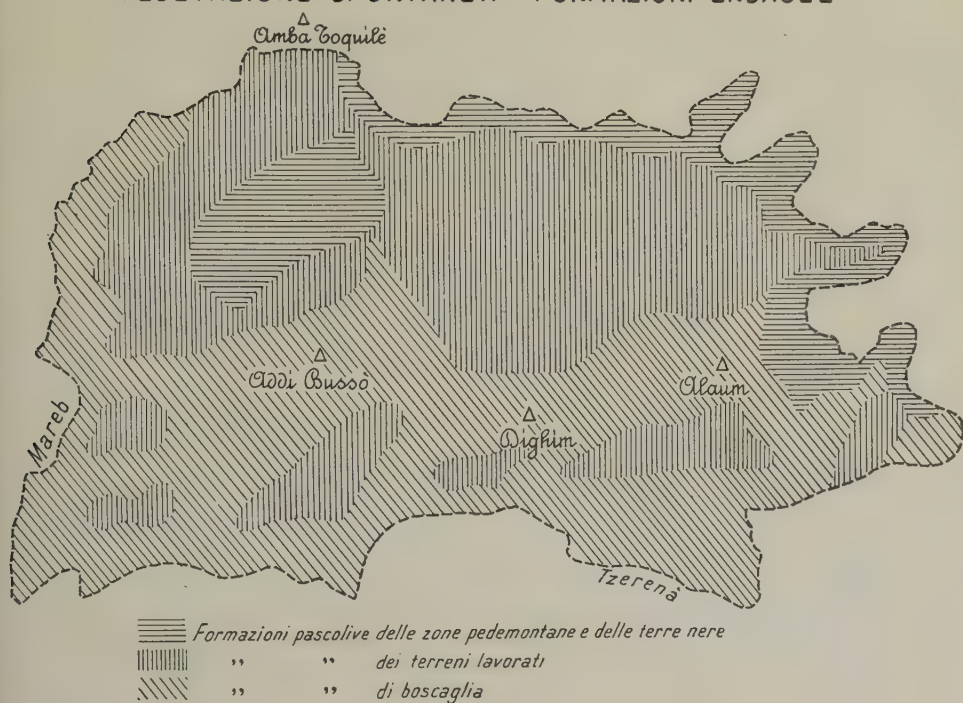 Amba Toquilè
Addi Bussò
Alaùm
Dighim
Mareb
Tzerenà
Formazioni pascolive delle zone pedemontane e delle terre nere
,, ,, dei terreni lavorati
,, ,, di boscaglia